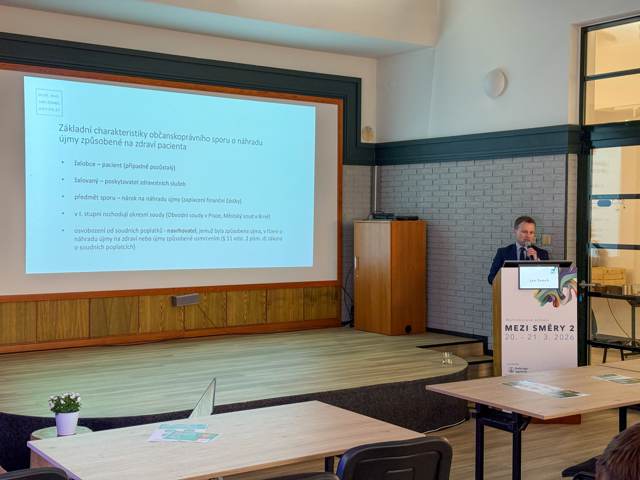 Základní charakteristiky občanskoprávního sporu o náhradu
újmy způsobené na zdraví pacienta
• žalobce – pacient (případně pozůstalý)
• žalovaný – poskytovatel zdravotních služeb
• předmět sporu – nárok na náhradu újmy (zaplacení finanční částky)
• v I. stupni rozhodují okresní soudy (Obvodní soudy v Praze, Městský soud v Brně)
• osvobození od soudních poplatků - navrhovatel, jemuž byla způsobena újma, v řízení o
náhradu újmy na zdraví nebo újmy způsobené usmrcením (§ 11 odst. 2 písm. d) zákona
o soudních poplatcích)
MEZI SMĚRY 2
20. - 21. 3. 2026